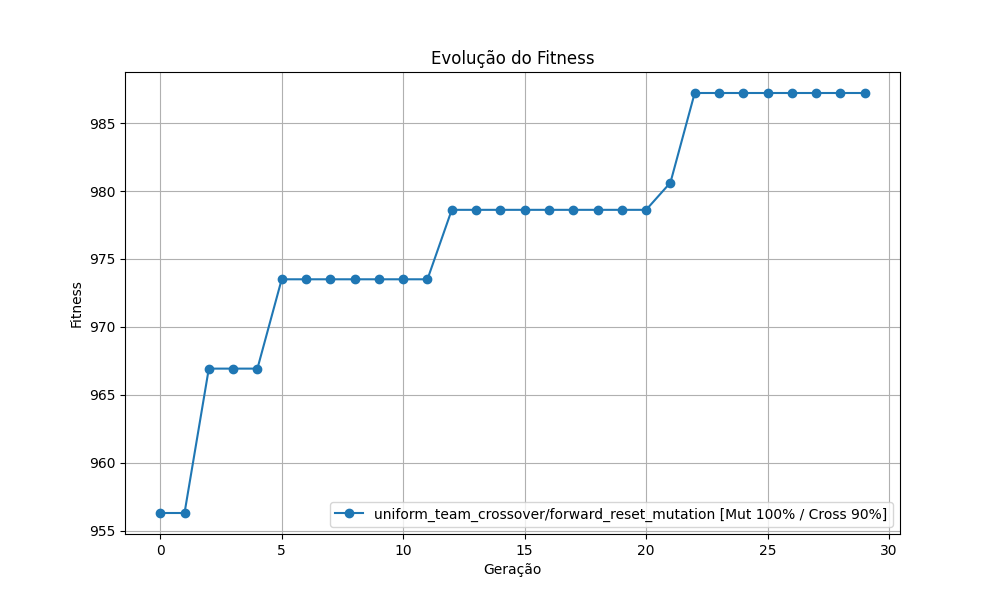 Evolução do Fitness
Fitness
985
980
975
970
965
960
955
uniform_team_crossover/forward_reset_mutation [Mut 100% / Cross 90%]
0 5 10 15 20 25 30
Geração